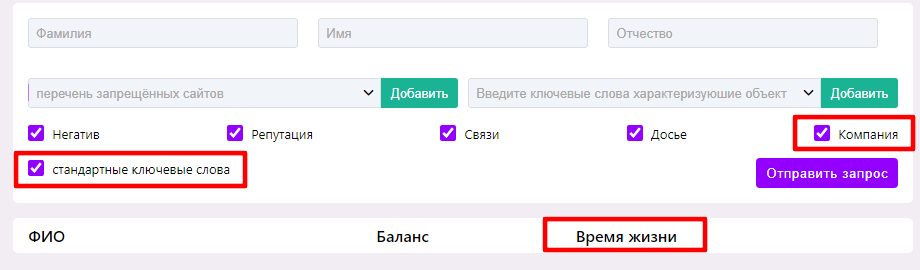 Фамилия Имя Отчество
перечень запрещённых сайтов Добавить Введите ключевые слова характеризуюшие объект Добавить
Негатив Репутация Связи Досье Компания
стандартные ключевые слова Отправить запрос
ФИО Баланс Время жизни